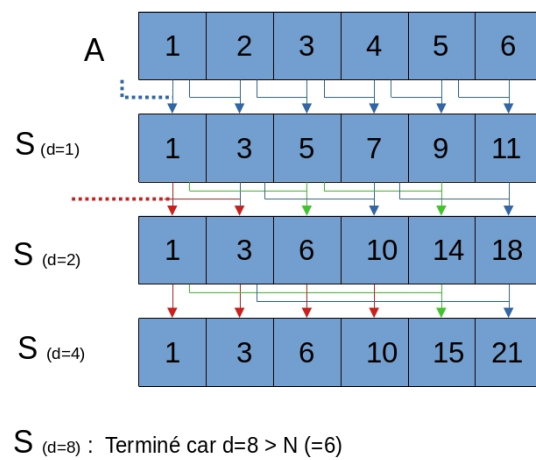 A 1 2 3 4 5 6
S (d=1) 1 3 5 7 9 11
S (d=2) 1 3 6 10 14 18
S (d=4) 1 3 6 10 15 21
S (d=8) : Terminé car d=8 > N (=6)